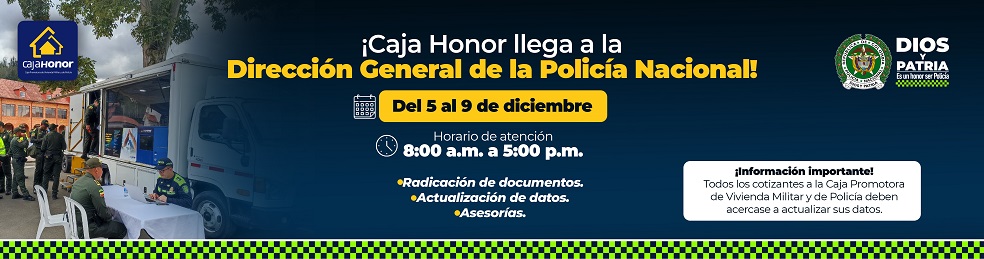 cajaHonor
¡Caja Honor llega a la
Dirección General de la Policía Nacional!
Del 5 al 9 de diciembre
Horario de atención
8:00 a.m. a 5:00 p.m.
•Radicación de documentos.
•Actualización de datos.
•Asesorías.
DIOS
Y
PATRIA
Es un honor ser Policía
¡Información importante!
Todos los cotizantes a la Caja Promotora
de Vivienda Militar y de Policía deben
acercase a actualizar sus datos.